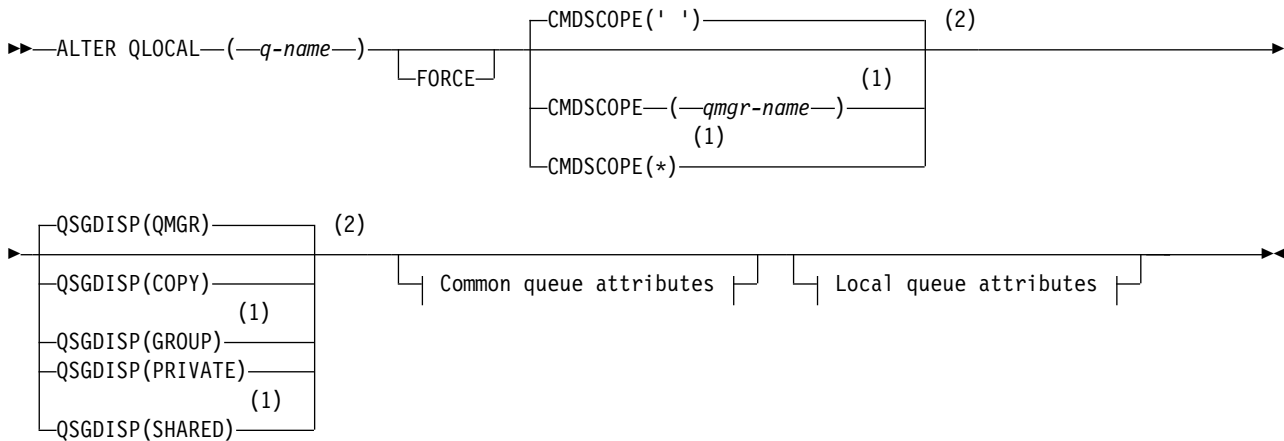 CMDSCOPE(' ') (2)
ALTER QLOCAL ( q-name )
FORCE (1)
CMDSCOPE ( qmgr-name )
(1)
CMDSCOPE(*)
QSGDISP(QMGR) (2)
QSGDISP(COPY) Common queue attributes Local queue attributes
(1)
QSGDISP(GROUP)
QSGDISP(PRIVATE)
(1)
QSGDISP(SHARED)